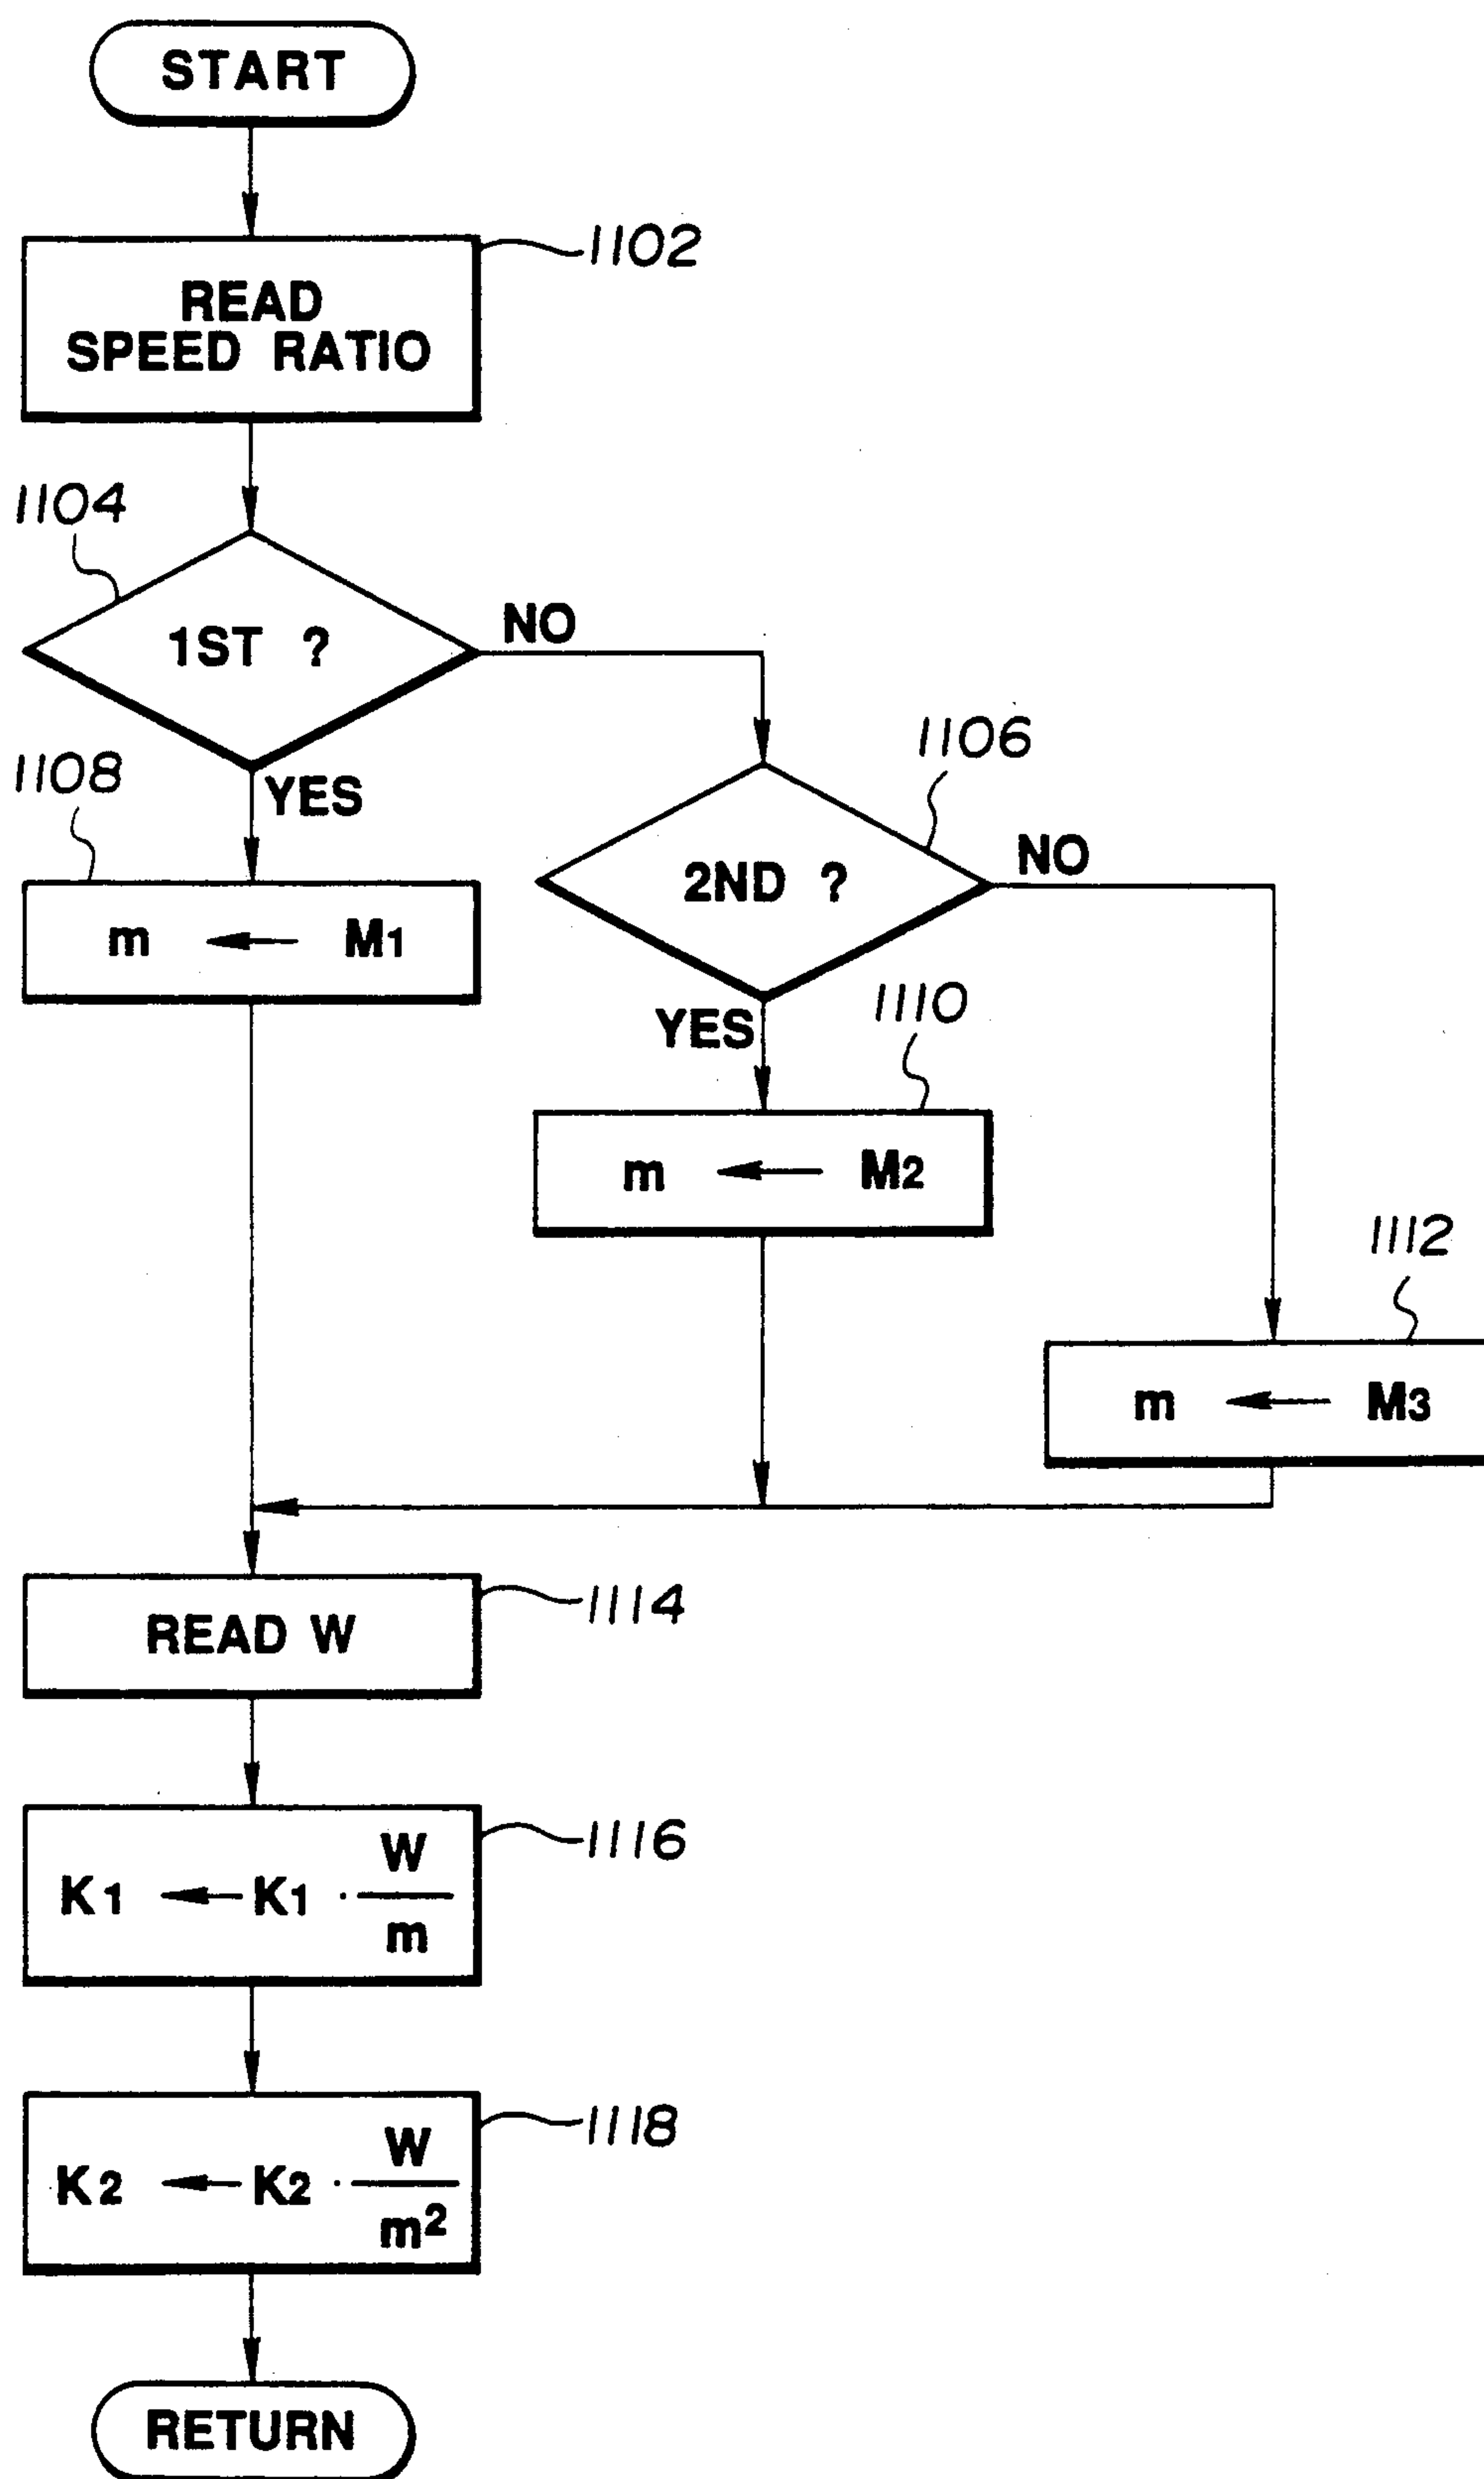 START
1102
READ
SPEED RATIO
1104
1ST ?
NO
1106
1108
YES
2ND ?
NO
m ← M1
1110
YES
m ← M2
1112
m ← M3
1114
READ W
1116
K1 ← K1 · W
m
1118
K2 ← K2 · W
m²
RETURN